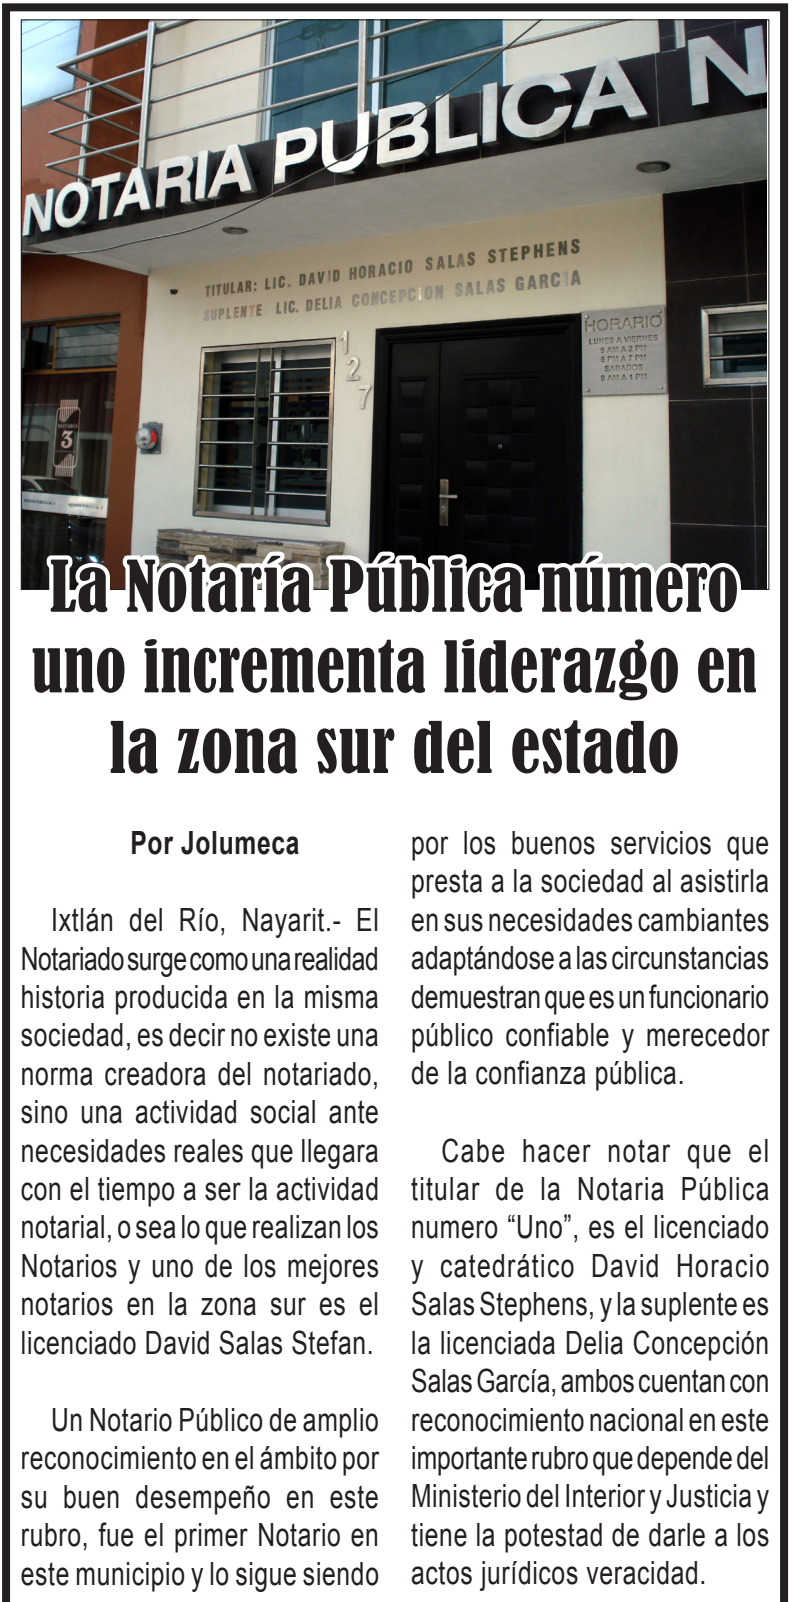 NOTARIA PUBLICA N
TITULAR: LIC. DAVID HORACIO SALAS STEPHENS
SUPLENTE: LIC. DELIA CONCEPCION SALAS GARCIA
127
HORARIO
LUNES A VIERNES
9 AM A 2 PM
5 PM A 7 PM
SABADOS
9 AM A 1 PM
NOTARIA
3
La Notaría Pública número
uno incrementa liderazgo en
la zona sur del estado
Por Jolumeca
Ixtlán del Río, Nayarit.- El
Notariado surge como una realidad
historia producida en la misma
sociedad, es decir no existe una
norma creadora del notariado,
sino una actividad social ante
necesidades reales que llegara
con el tiempo a ser la actividad
notarial, o sea lo que realizan los
Notarios y uno de los mejores
notarios en la zona sur es el
licenciado David Salas Stefan.
Un Notario Público de amplio
reconocimiento en el ámbito por
su buen desempeño en este
rubro, fue el primer Notario en
este municipio y lo sigue siendo
por los buenos servicios que
presta a la sociedad al asistirla
en sus necesidades cambiantes
adaptándose a las circunstancias
demuestran que es un funcionario
público confiable y merecedor
de la confianza pública.
Cabe hacer notar que el
titular de la Notaria Pública
numero “Uno”, es el licenciado
y catedrático David Horacio
Salas Stephens, y la suplente es
la licenciada Delia Concepción
Salas García, ambos cuentan con
reconocimiento nacional en este
importante rubro que depende del
Ministerio del Interior y Justicia y
tiene la potestad de darle a los
actos jurídicos veracidad.